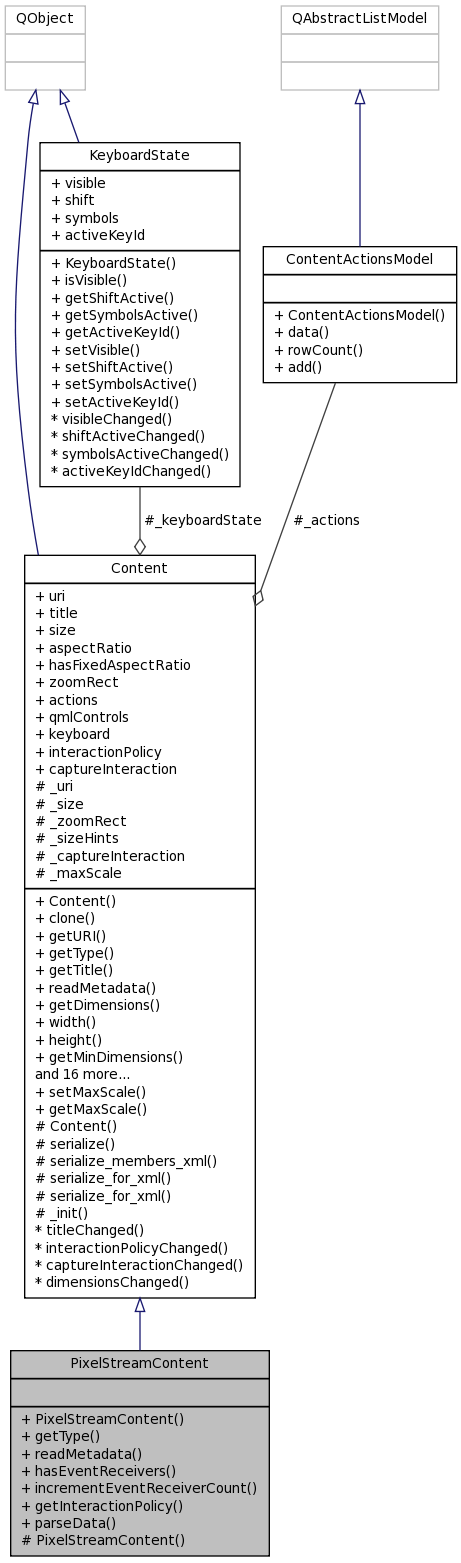 QObject
QAbstractListModel
KeyboardState
+ visible
+ shift
+ symbols
+ activeKeyId
+ KeyboardState()
+ isVisible()
+ getShiftActive()
+ getSymbolsActive()
+ getActiveKeyId()
+ setVisible()
+ setShiftActive()
+ setSymbolsActive()
+ setActiveKeyId()
* visibleChanged()
* shiftActiveChanged()
* symbolsActiveChanged()
* activeKeyIdChanged()
ContentActionsModel
+ ContentActionsModel()
+ data()
+ rowCount()
+ add()
#_keyboardState
#_actions
Content
+ uri
+ title
+ size
+ aspectRatio
+ hasFixedAspectRatio
+ zoomRect
+ actions
+ qmlControls
+ keyboard
+ interactionPolicy
+ captureInteraction
# _uri
# _size
# _zoomRect
# _sizeHints
# _captureInteraction
# _maxScale
+ Content()
+ clone()
+ getURI()
+ getType()
+ getTitle()
+ readMetadata()
+ getDimensions()
+ width()
+ height()
+ getMinDimensions()
and 16 more...
+ setMaxScale()
+ getMaxScale()
# Content()
# serialize()
# serialize_members_xml()
# serialize_for_xml()
# serialize_for_xml()
# _init()
* titleChanged()
* interactionPolicyChanged()
* captureInteractionChanged()
* dimensionsChanged()
PixelStreamContent
+ PixelStreamContent()
+ getType()
+ readMetadata()
+ hasEventReceivers()
+ incrementEventReceiverCount()
+ getInteractionPolicy()
+ parseData()
# PixelStreamContent()